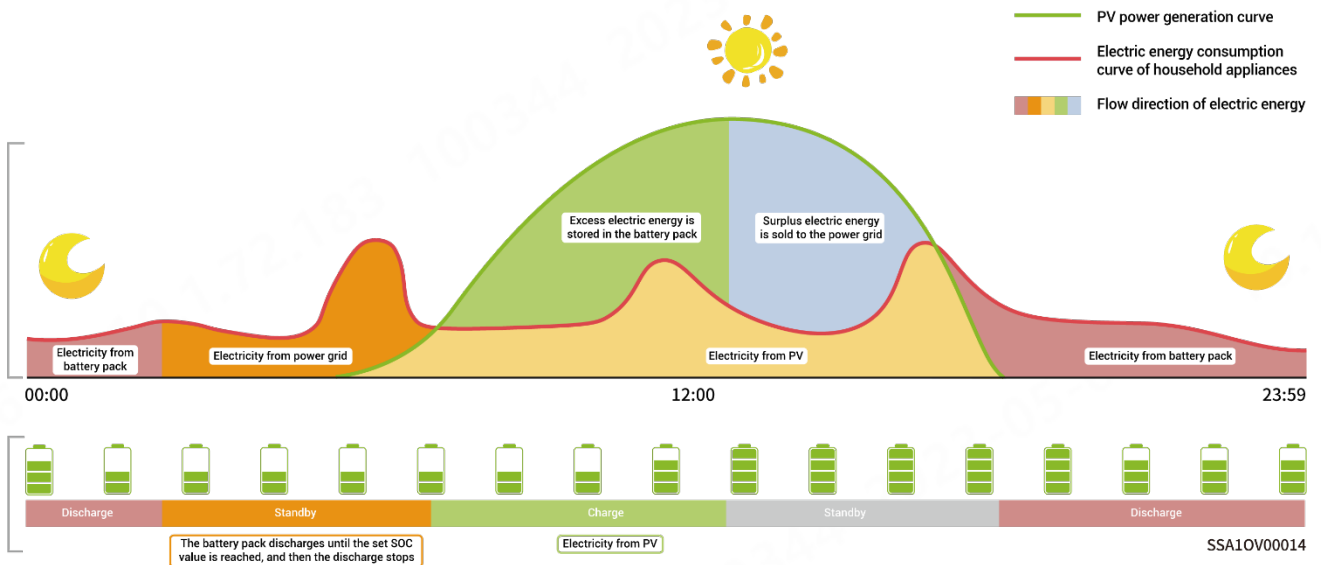 PV power generation curve
Electric energy consumption
curve of household appliances
Flow direction of electric energy
Excess electric energy is
stored in the battery pack
Surplus electric energy
is sold to the power grid
Electricity from
battery pack
Electricity from power grid
Electricity from PV
Electricity from battery pack
00:00
12:00
23:59
Discharge
Standby
Charge
Standby
Discharge
The battery pack discharges until the set SOC
value is reached, and then the discharge stops
Electricity from PV
SSA1OV00014